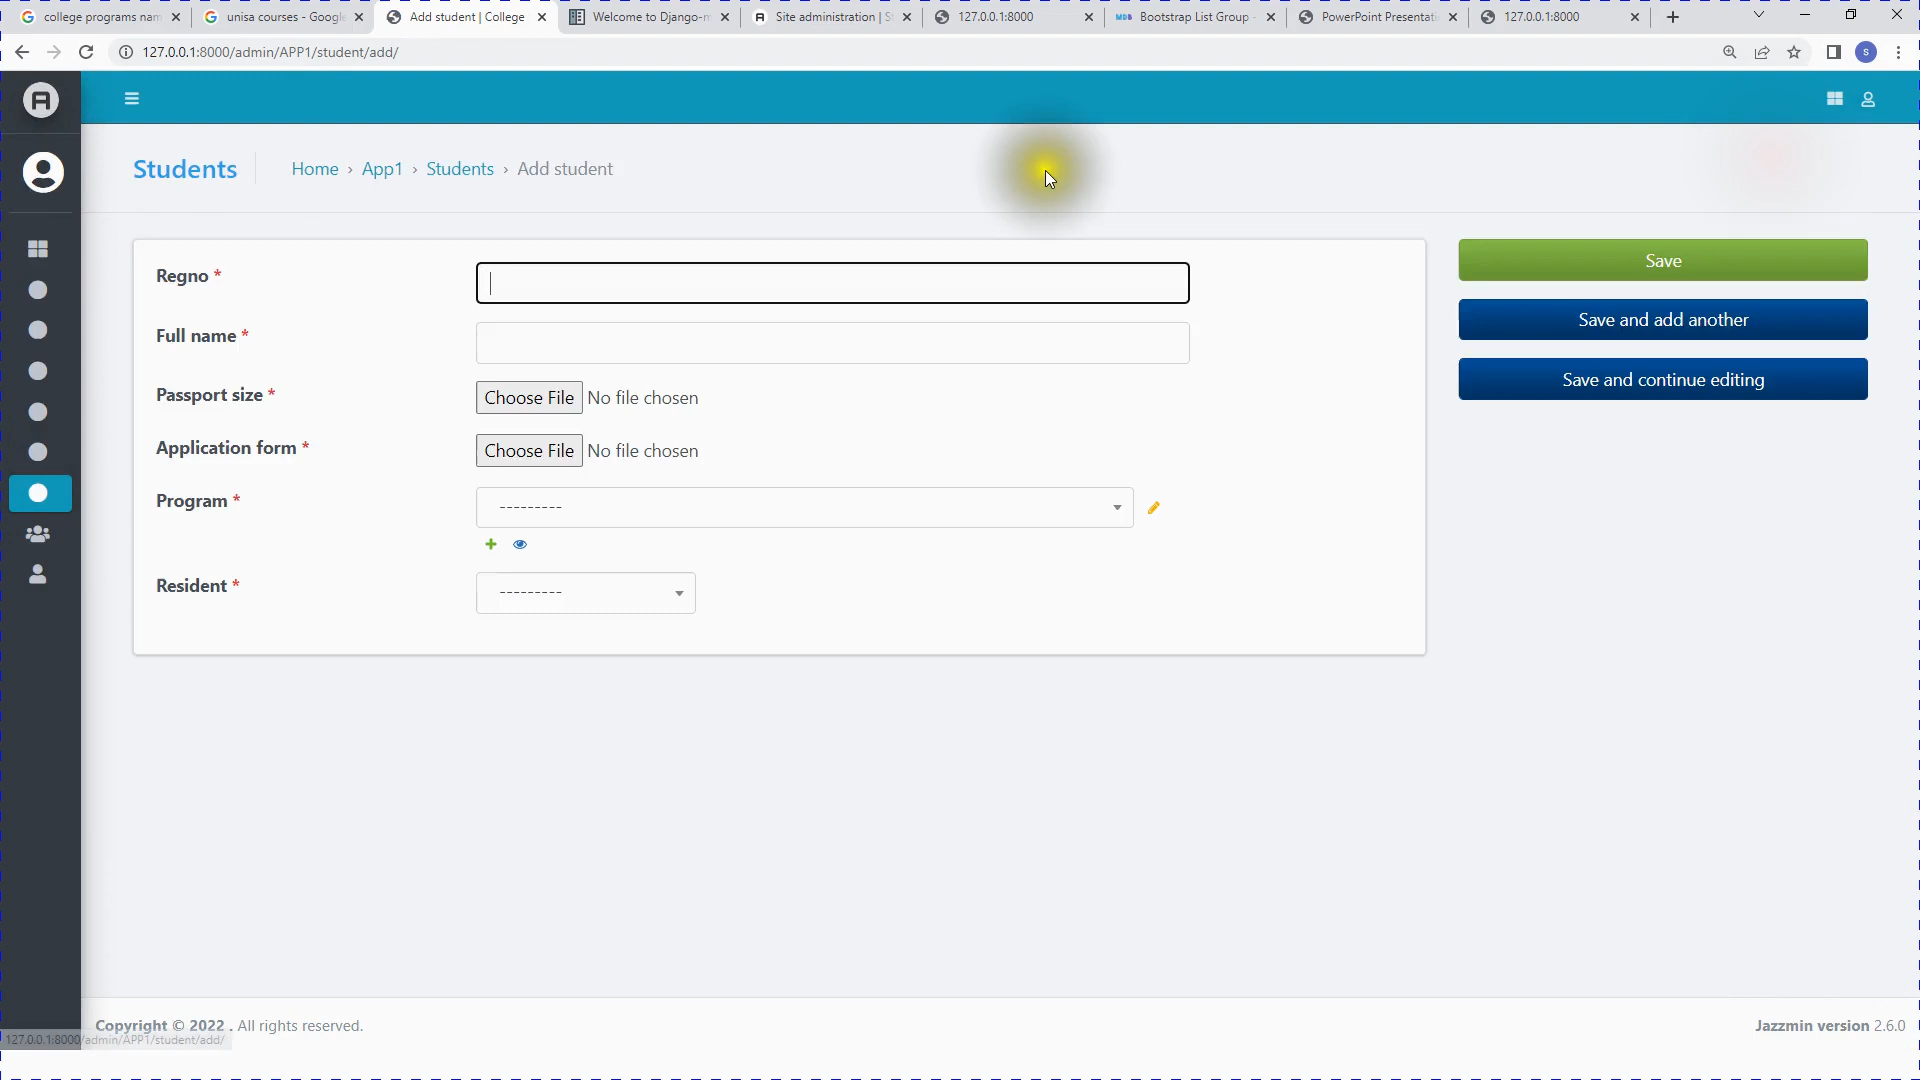 college programs nam
unisa courses - Google
Add student | College
Welcome to Django-m
Site administration | S
127.0.0.1:8000
Bootstrap List Group
PowerPoint Presentati
127.0.0.1:8000
127.0.0.1:8000/admin/APP1/student/add/
S
Students
Home › App1 › Students › Add student
Regno *
Save
Full name *
Save and add another
Passport size *
Choose File No file chosen
Save and continue editing
Application form *
Choose File No file chosen
Program *
---------
Resident *
---------
Copyright © 2022 . All rights reserved.
Jazzmin version 2.6.0
127.0.0.1:8000/admin/APP1/student/add/